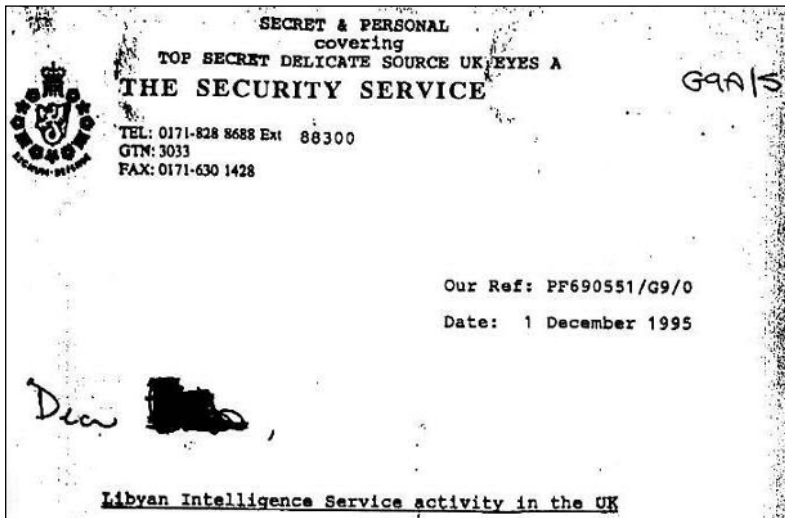 SECRET & PERSONAL
covering
TOP SECRET DELICATE SOURCE UK EYES A
THE SECURITY SERVICE
G9A/5
TEL: 0171-828 8688 Ext 88300
GTN: 3033
FAX: 0171-630 1428
Our Ref: PF690551/G9/0
Date: 1 December 1995
Dear ,
Libyan Intelligence Service activity in the UK